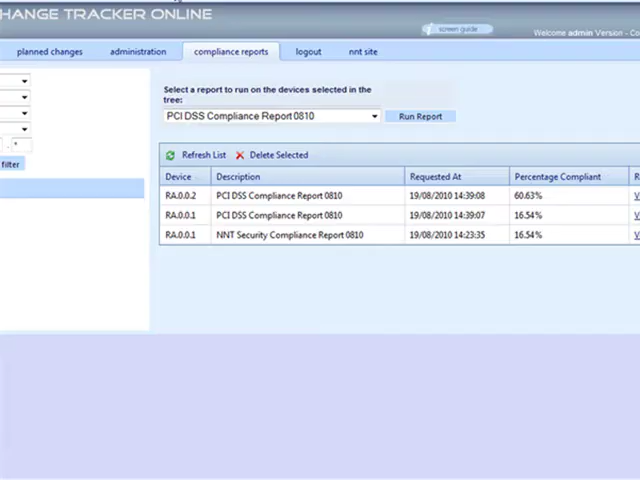 HANGE TRACKER ONLINE
screen guide
Welcome admin Version - Co
planned changes administration compliance reports logout nnt site
Select a report to run on the devices selected in the
tree:
PCI DSS Compliance Report 0810 Run Report
. *
filter
Refresh List Delete Selected
Device Description Requested At Percentage Compliant R
RA.0.0.2 PCI DSS Compliance Report 0810 19/08/2010 14:39:08 60.63% V
RA.0.0.1 PCI DSS Compliance Report 0810 19/08/2010 14:39:07 16.54% V
RA.0.0.1 NNT Security Compliance Report 0810 19/08/2010 14:23:35 16.54% V